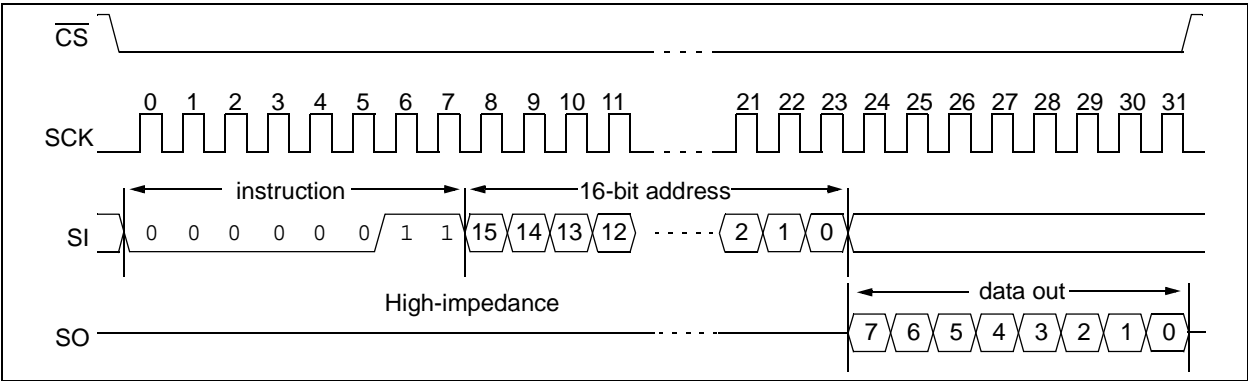 CS
0 1 2 3 4 5 6 7 8 9 10 11 21 22 23 24 25 26 27 28 29 30 31
SCK
instruction 16-bit address
SI 0 0 0 0 0 0 1 1 15 14 13 12 2 1 0
High-impedance data out
SO 7 6 5 4 3 2 1 0